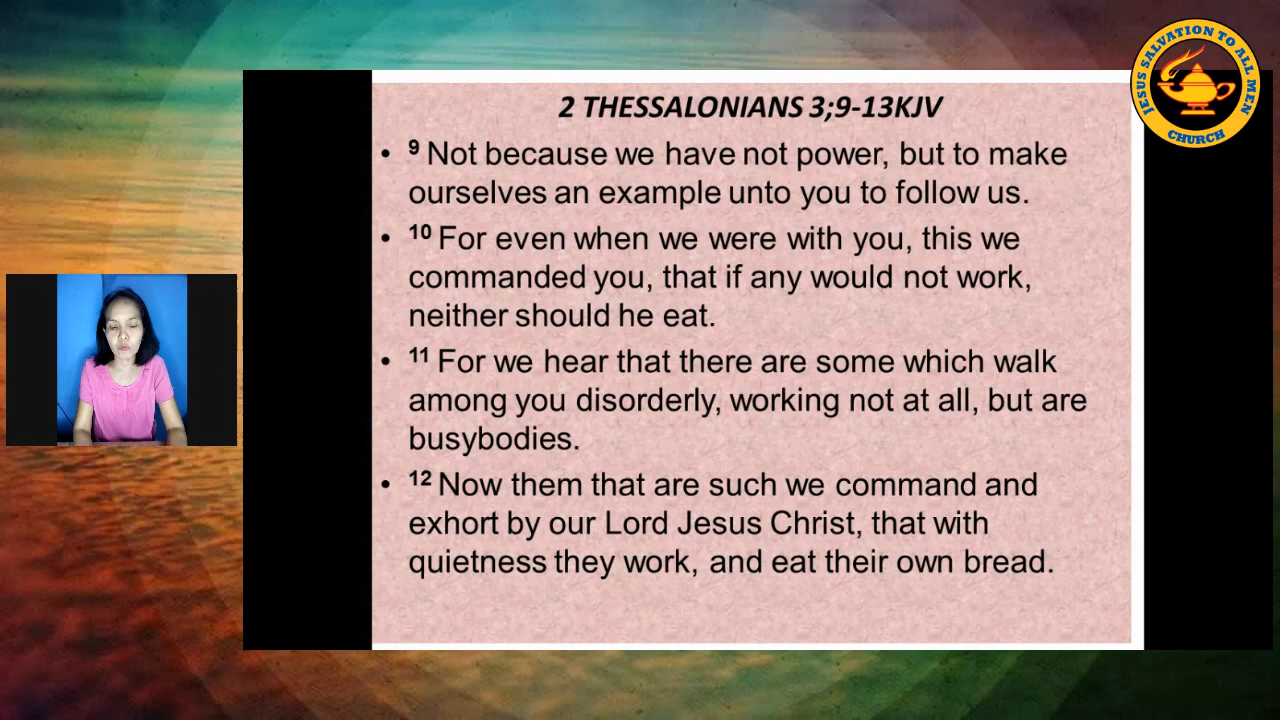 2 THESSALONIANS 3;9-13KJV
• 9 Not because we have not power, but to make
ourselves an example unto you to follow us.
• 10 For even when we were with you, this we
commanded you, that if any would not work,
neither should he eat.
• 11 For we hear that there are some which walk
among you disorderly, working not at all, but are
busybodies.
• 12 Now them that are such we command and
exhort by our Lord Jesus Christ, that with
quietness they work, and eat their own bread.
JESUS SALVATION TO ALL MEN
CHURCH